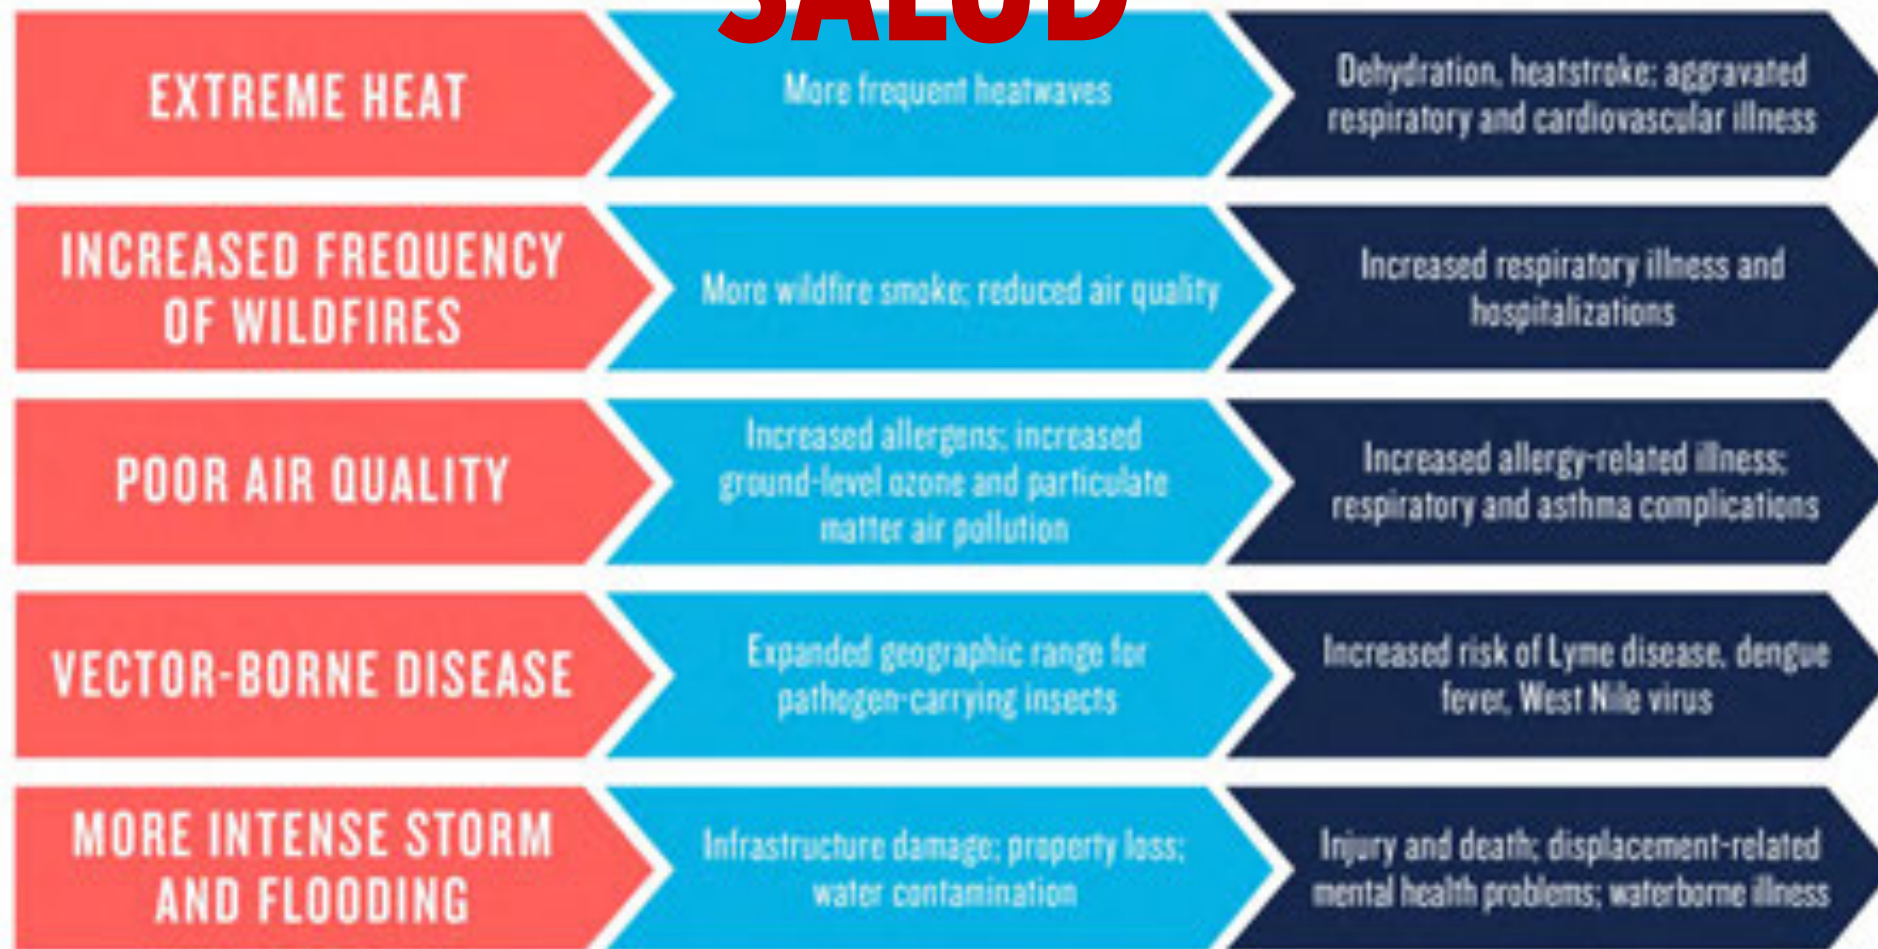 SALUD
EXTREME HEAT
More frequent heatwaves
Dehydration, heatstroke; aggravated
respiratory and cardiovascular illness
INCREASED FREQUENCY
OF WILDFIRES
More wildfire smoke; reduced air quality
Increased respiratory illness and
hospitalizations
POOR AIR QUALITY
Increased allergens; increased
ground-level ozone and particulate
matter air pollution
Increased allergy-related illness;
respiratory and asthma complications
VECTOR-BORNE DISEASE
Expanded geographic range for
pathogen-carrying insects
Increased risk of Lyme disease, dengue
fever, West Nile virus
MORE INTENSE STORM
AND FLOODING
Infrastructure damage; property loss;
water contamination
Injury and death; displacement-related
mental health problems; waterborne illness